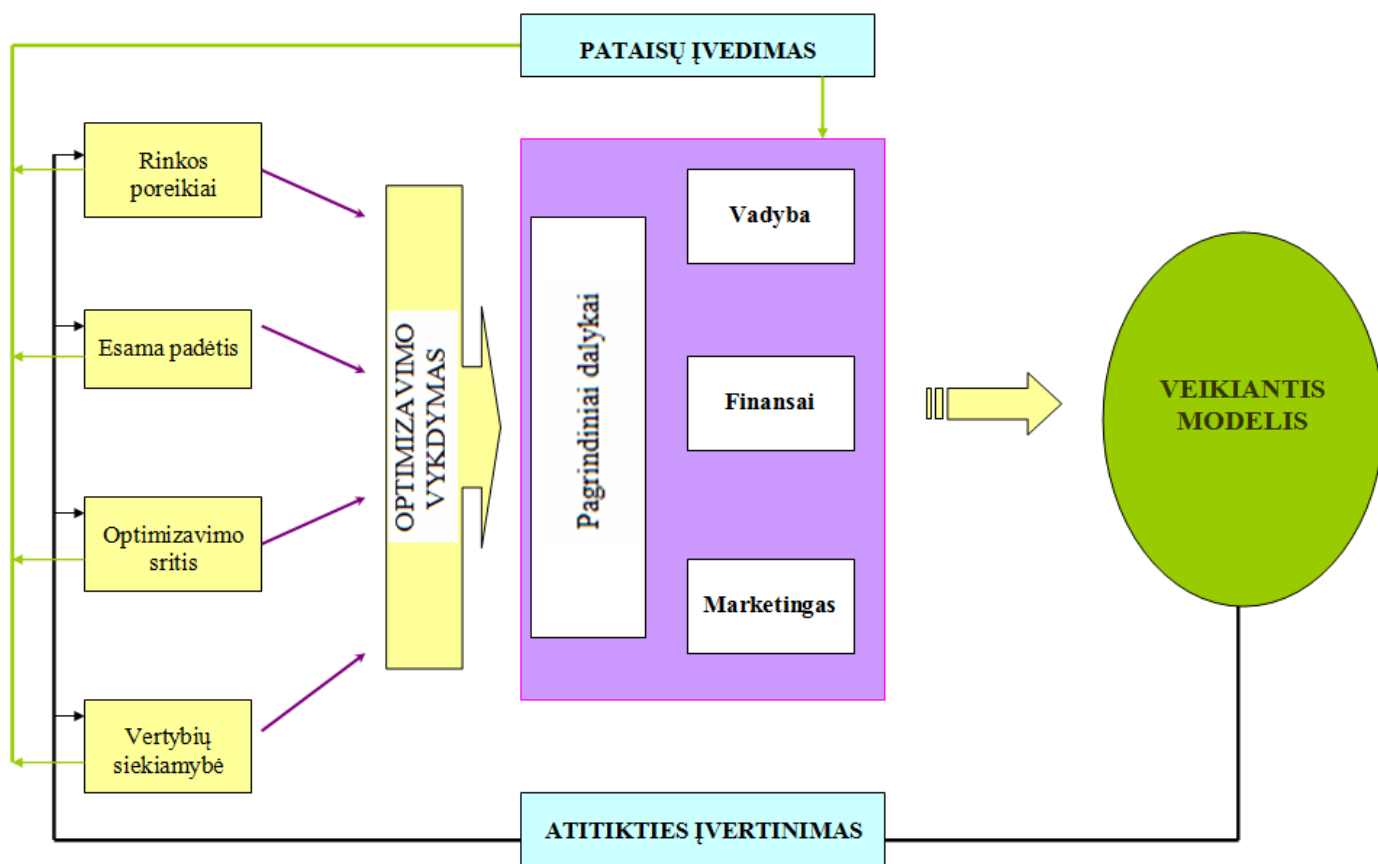 PATAISŲ ĮVEDIMAS
Rinkos
poreikiai
Esama padėtis
Optimizavimo
sritis
Vertybių
siekiamybė
OPTIMIZAVIMO
VYKDYMAS
Pagrindiniai dalykai
Vadyba
Finansai
Marketingas
VEIKIANTIS
MODELIS
ATITIKTIES ĮVERTINIMAS